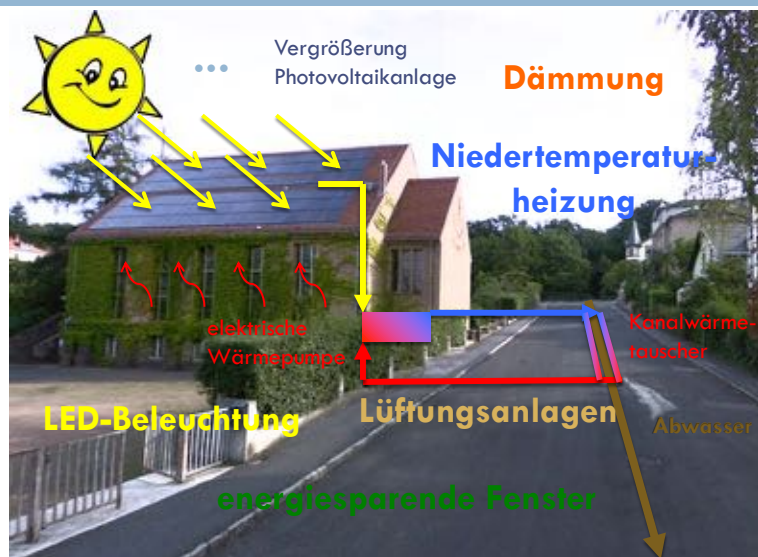 ...
Vergrößerung
Photovoltaikanlage
Dämmung
Niedertemperatur-
heizung
elektrische
Wärmepumpe
Kanalwärme-
tauscher
LED-Beleuchtung
Lüftungsanlagen
Abwasser
energiesparende Fenster